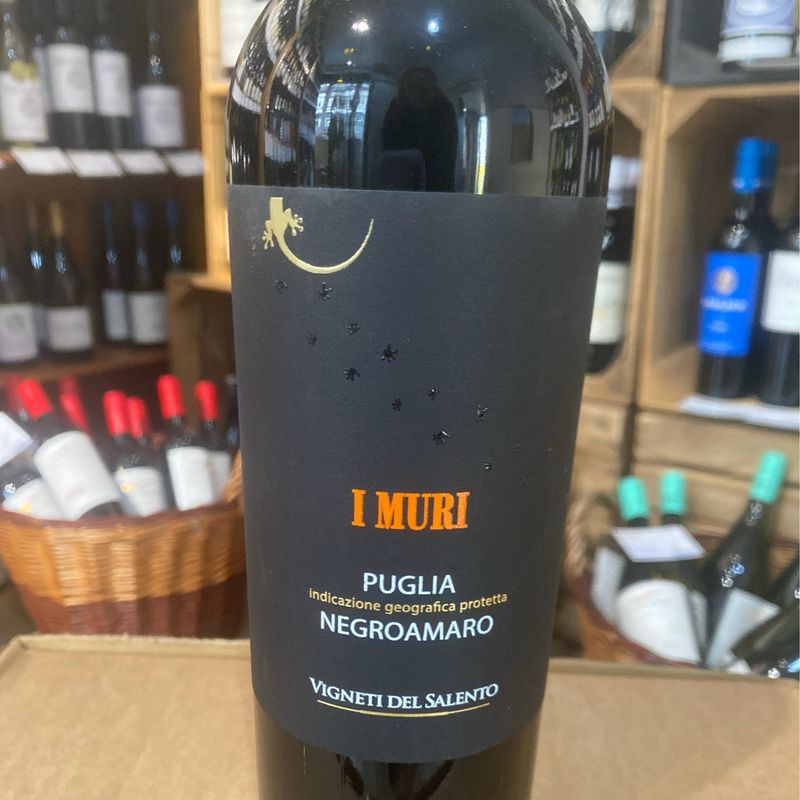 I MURI
PUGLIA
indicazione geografica protetta
NEGROAMARO
VIGNETI DEL SALENTO